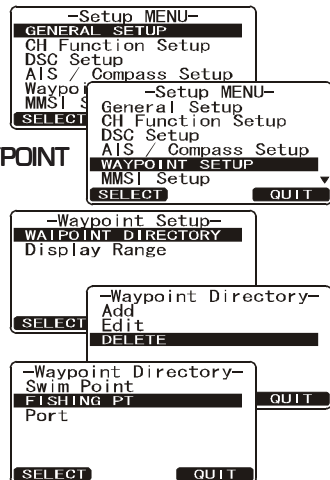 -Setup MENU-
GENERAL SETUP
CH Function Setup
DSC Setup
AIS / Compass Setup
Waypoi
MMSI S
SELECT
-Setup MENU-
General Setup
CH Function Setup
DSC Setup
AIS / Compass Setup
WAYPOINT SETUP
MMSI Setup
SELECT QUIT
POINT
-Waypoint Setup-
WAIPOINT DIRECTORY
Display Range
SELECT
-Waypoint Directory-
Add
Edit
DELETE
QUIT
-Waypoint Directory-
Swim Point
FISHING PT
Port
SELECT QUIT